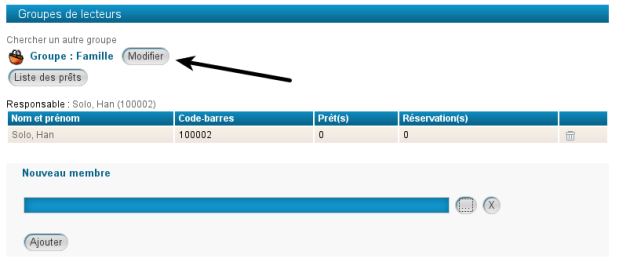 Groupes de lecteurs
Chercher un autre groupe
Groupe : Famille Modifier
Liste des prêts
Responsable : Solo, Han (100002)
Nom et prénom Code-barres Prêt(s) Réservation(s)
Solo, Han 100002 0 0
Nouveau membre
... X
Ajouter